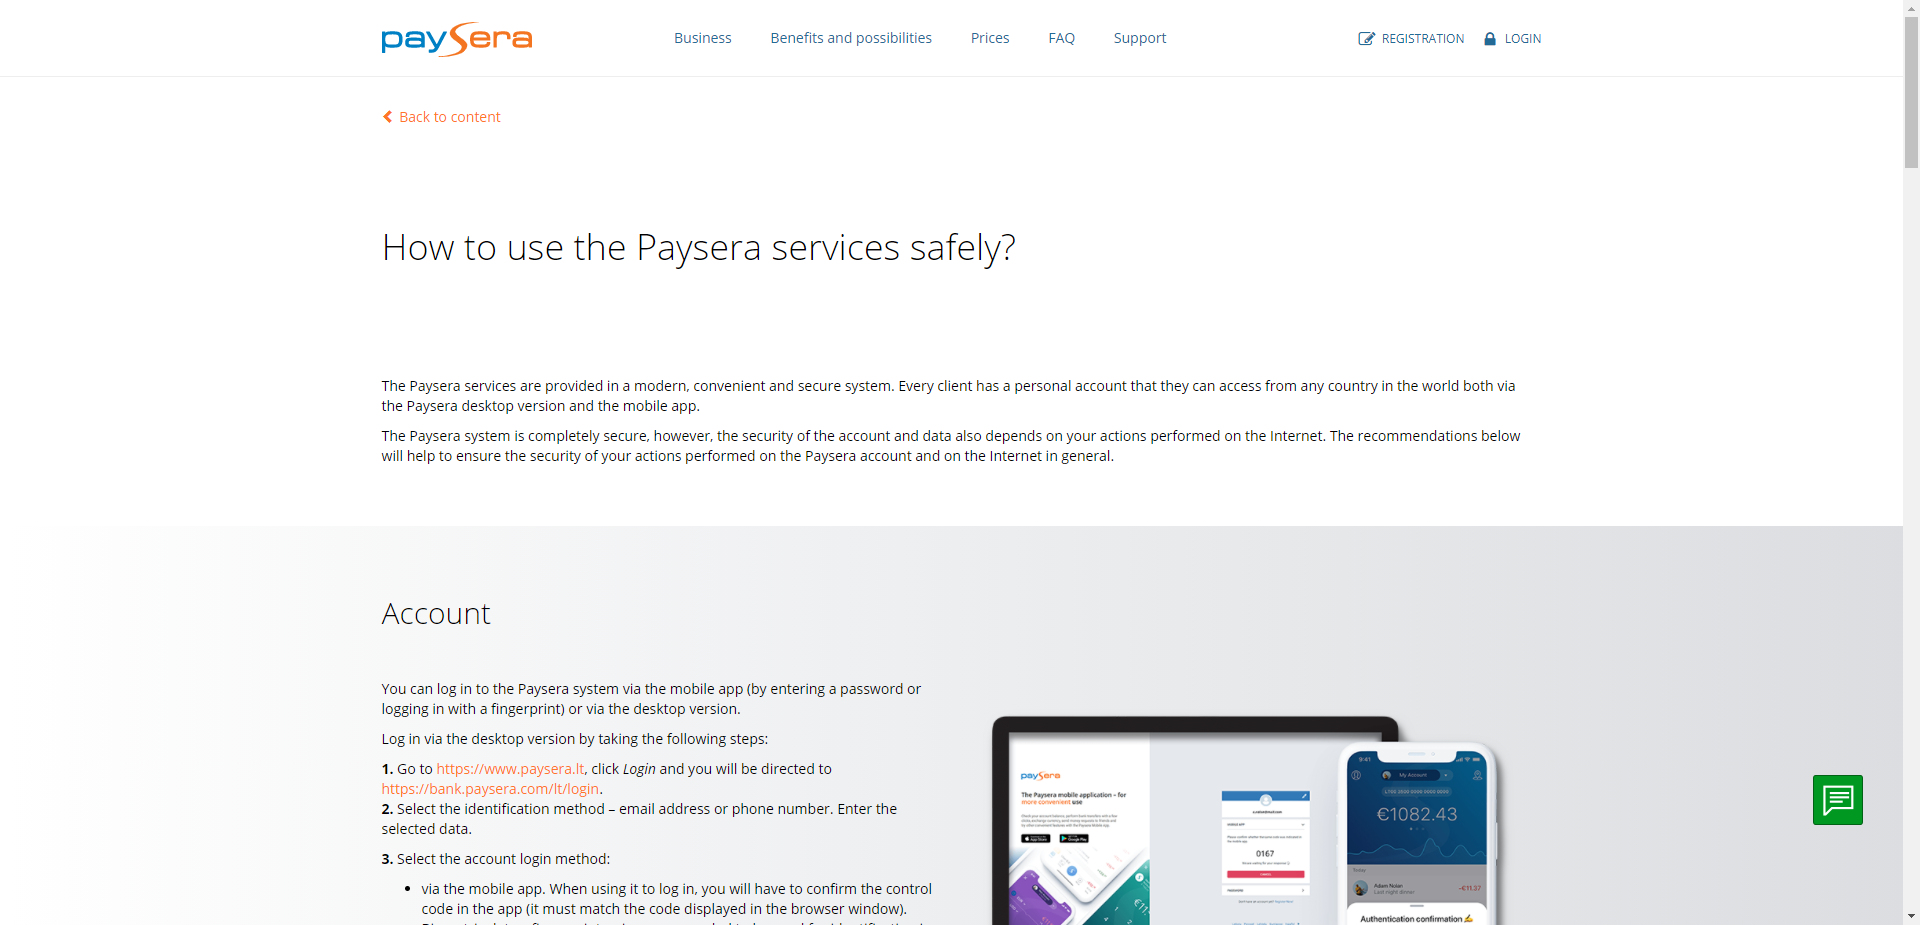 paysera
Business
Benefits and possibilities
Prices
FAQ
Support
REGISTRATION
LOGIN
Back to content
How to use the Paysera services safely?
The Paysera services are provided in a modern, convenient and secure system. Every client has a personal account that they can access from any country in the world both via
the Paysera desktop version and the mobile app.
The Paysera system is completely secure, however, the security of the account and data also depends on your actions performed on the Internet. The recommendations below
will help to ensure the security of your actions performed on the Paysera account and on the Internet in general.
Account
You can log in to the Paysera system via the mobile app (by entering a password or
logging in with a fingerprint) or via the desktop version.
Log in via the desktop version by taking the following steps:
1. Go to https://www.paysera.lt, click Login and you will be directed to
https://bank.paysera.com/lt/login.
2. Select the identification method – email address or phone number. Enter the
selected data.
3. Select the account login method:
• via the mobile app. When using it to log in, you will have to confirm the control
code in the app (it must match the code displayed in the browser window).
paysera
The Paysera mobile application – for
more convenient use
0167
9:41
My Account
€1082.43
Today
Adam Nolan
Last night dinner
-€11.37
Authentication confirmation